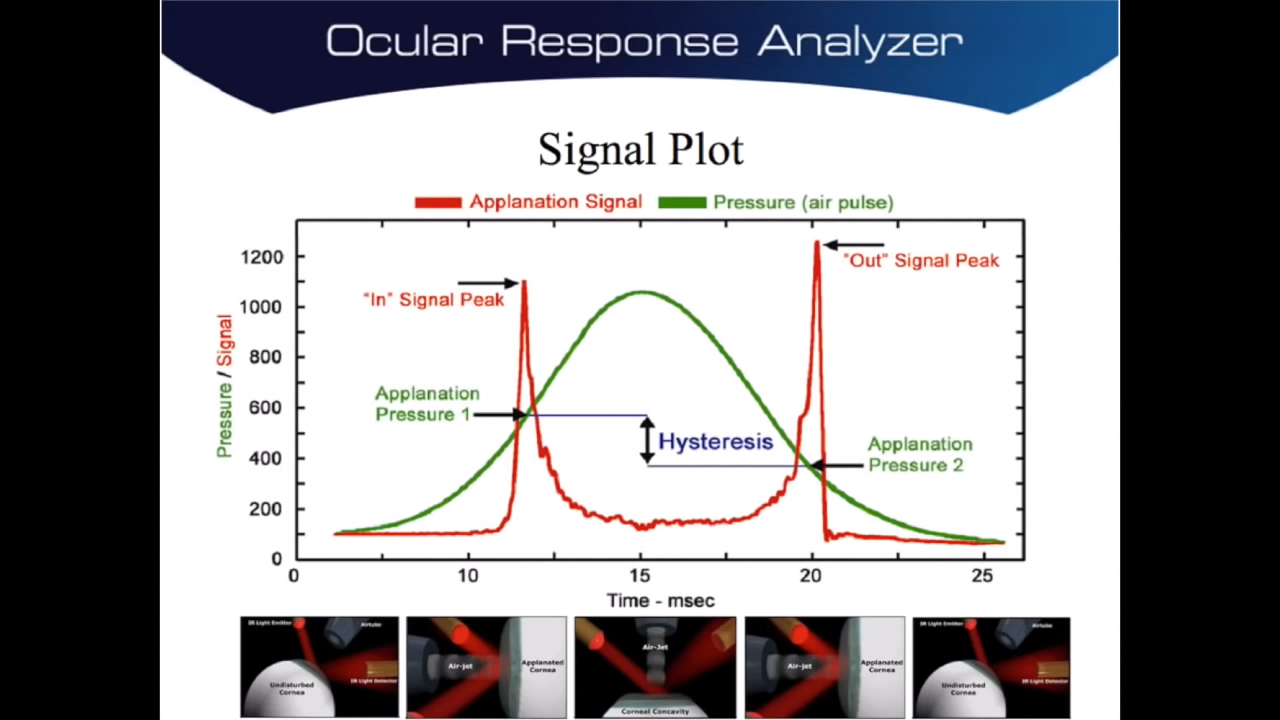 Ocular Response Analyzer
Signal Plot
Applanation Signal
Pressure (air pulse)
1200
1000
800
600
400
200
0
Pressure / Signal
"In" Signal Peak
"Out" Signal Peak
Applanation
Pressure 1
Hysteresis
Applanation
Pressure 2
0
10
15
20
25
Time - msec
IR Light Emitter
Airtube
Undisturbed
Cornea
IR Light Detector
Air-jet
Applanated
Cornea
Air-Jet
Corneal Concavity
Air-jet
Applanated
Cornea
IR Light Emitter
Airtube
Undisturbed
Cornea
IR Light Detector